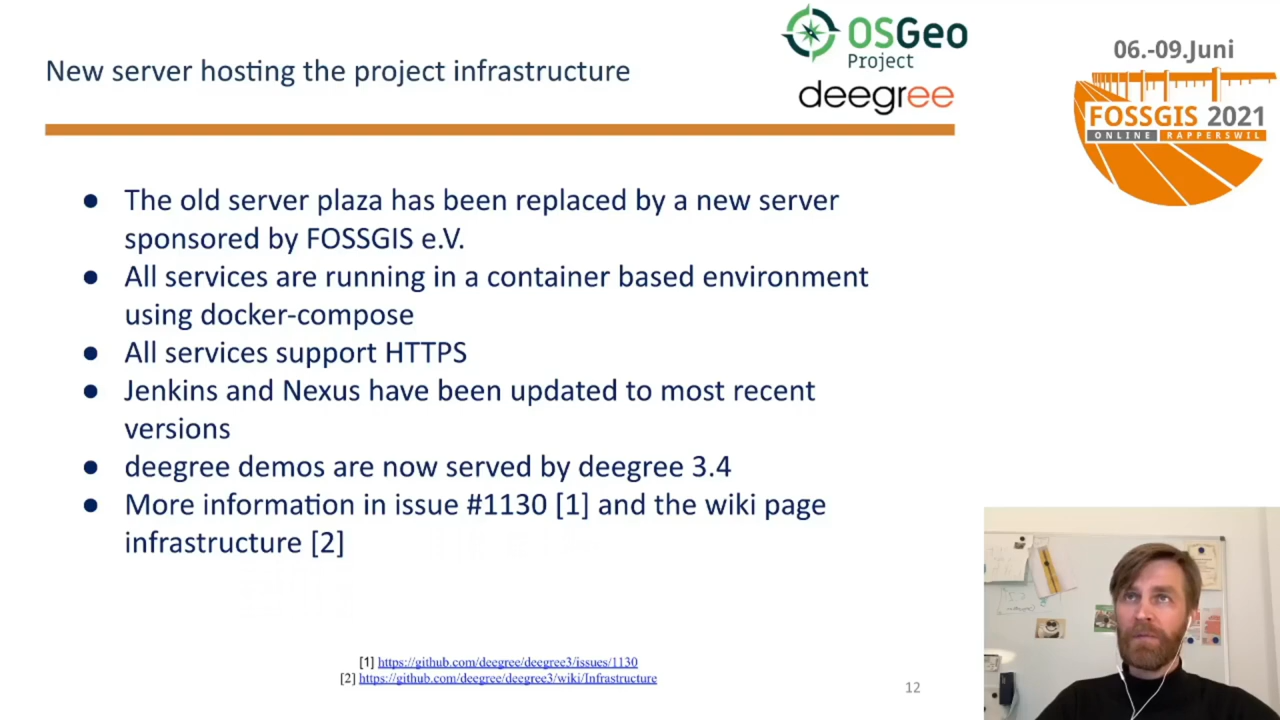 New server hosting the project infrastructure
OSGeo
Project
deegree
06.-09.Juni
FOSSGIS 2021
ONLINE RAPPERSWIL
● The old server plaza has been replaced by a new server
sponsored by FOSSGIS e.V.
● All services are running in a container based environment
using docker-compose
● All services support HTTPS
● Jenkins and Nexus have been updated to most recent
versions
● deegree demos are now served by deegree 3.4
● More information in issue #1130 [1] and the wiki page
infrastructure [2]
[1] https://github.com/deegree/deegree3/issues/1130
[2] https://github.com/deegree/deegree3/wiki/Infrastructure
12